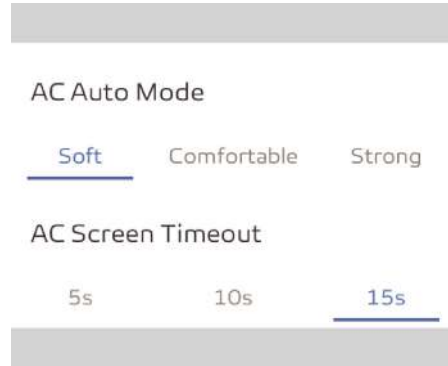 AC Auto Mode
Soft Comfortable Strong
AC Screen Timeout
5s 10s 15s